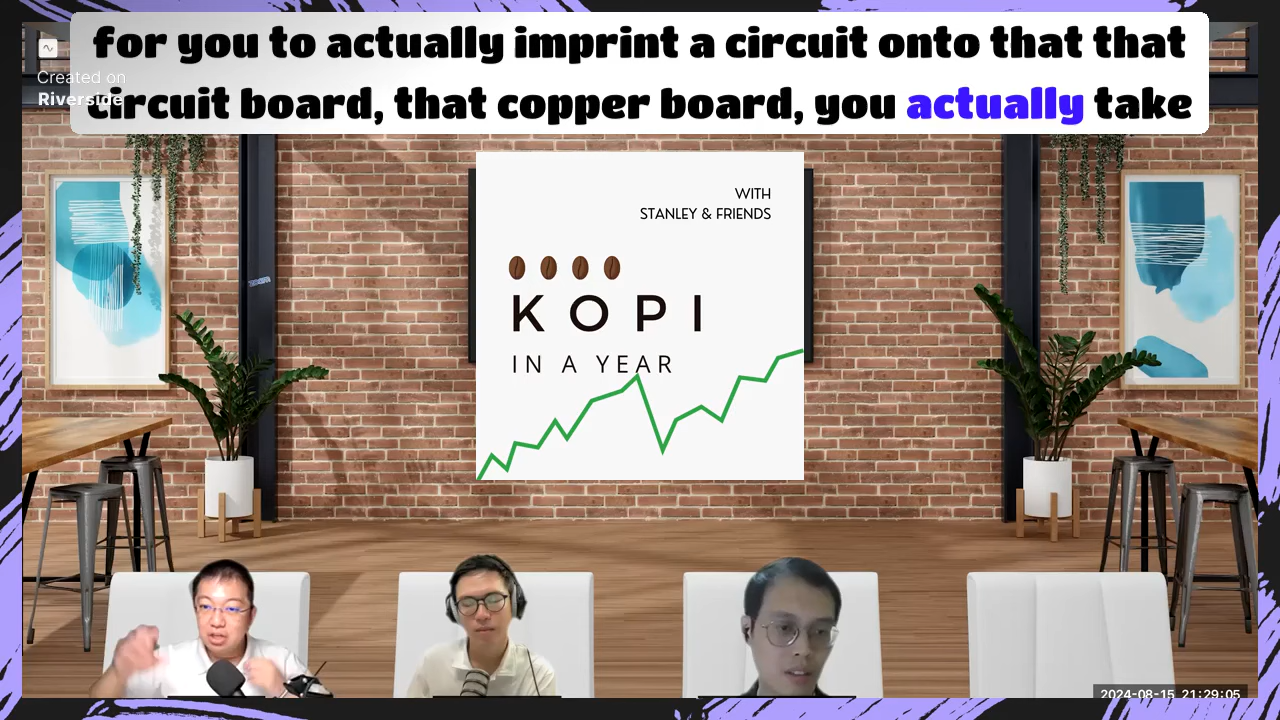 for you to actually imprint a circuit onto that that
circuit board, that copper board, you actually take
Created on
Riverside
WITH
STANLEY & FRIENDS
KOPI
IN A YEAR
2024-08-15 21:29:05